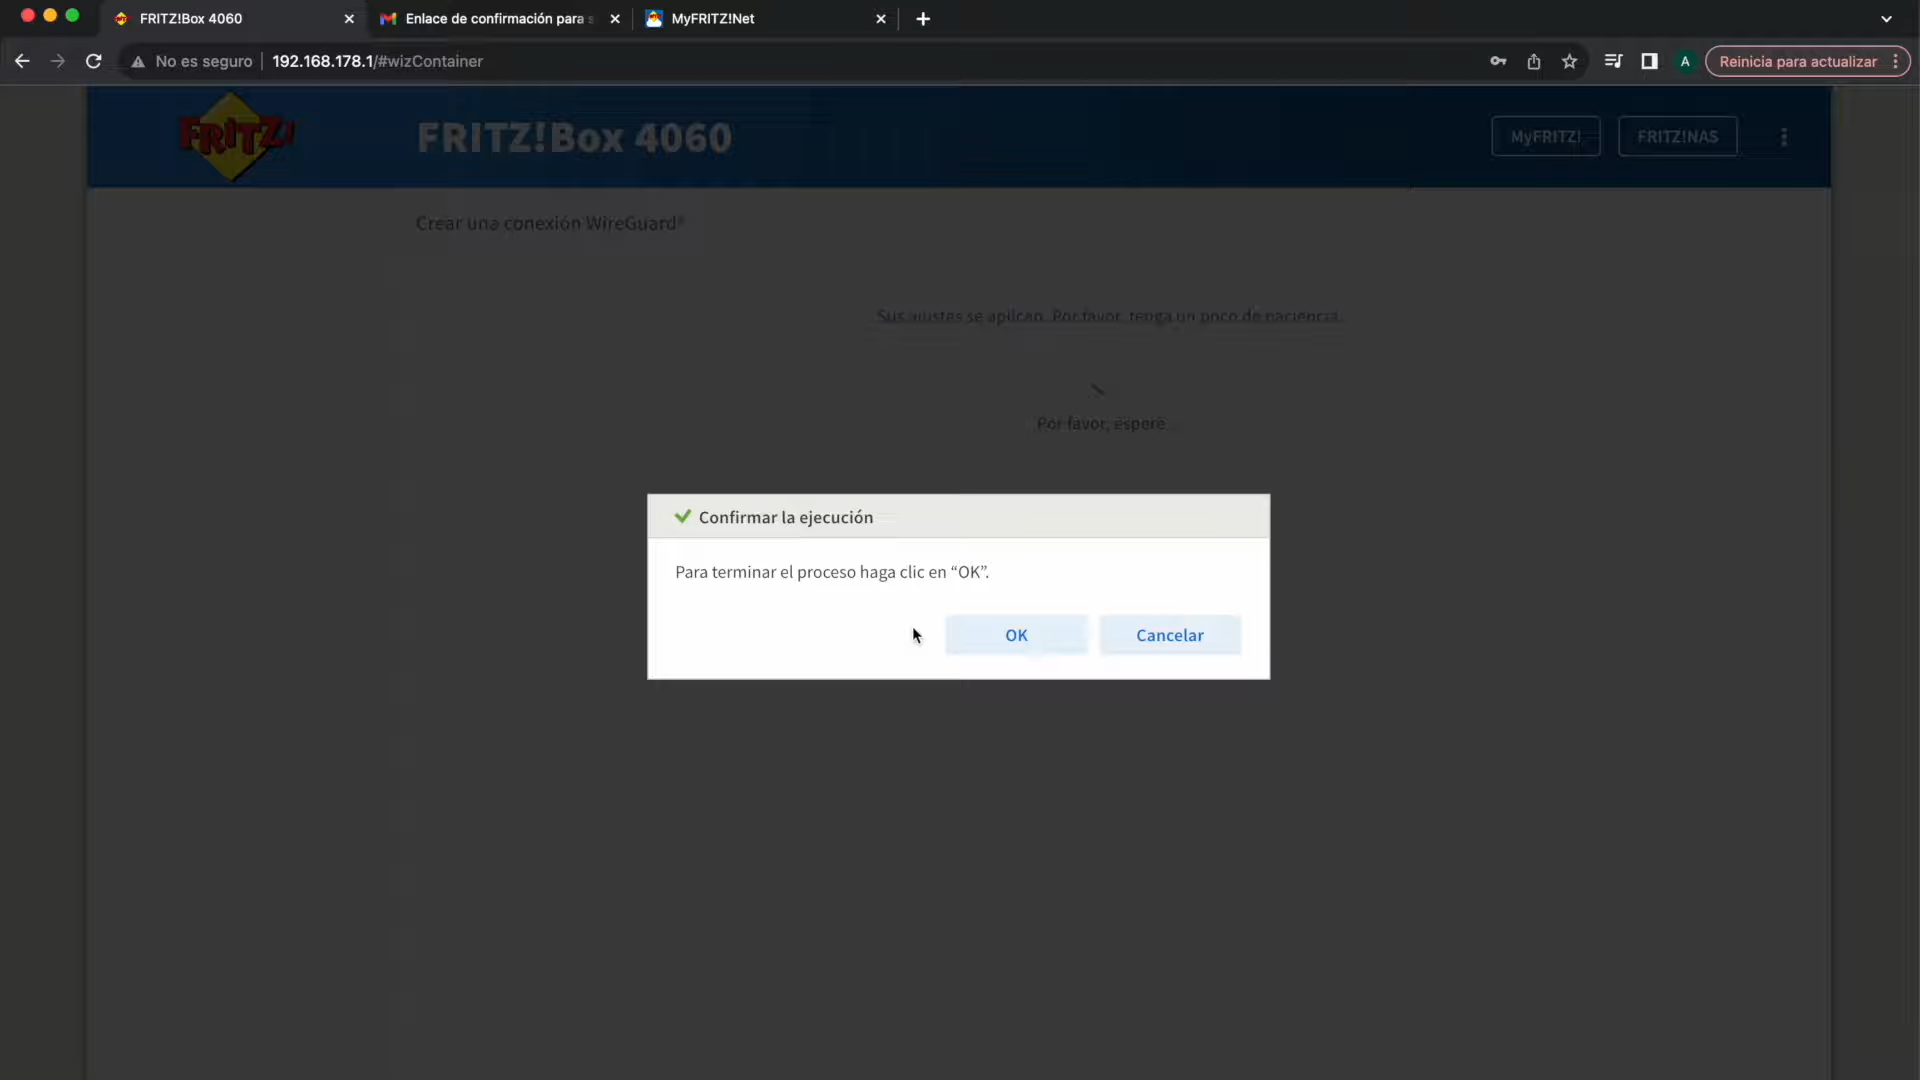 FRITZ!Box 4060
Enlace de confirmación para s
MyFRITZ!Net
No es seguro
192.168.178.1/#wizContainer
A
Reinicia para actualizar
FRITZ!
FRITZ!Box 4060
MyFRITZ!
FRITZ!NAS
Crear una conexión WireGuard®
Sus ajustes se aplican. Por favor, tenga un poco de paciencia.
Por favor, espere
Confirmar la ejecución
Para terminar el proceso haga clic en “OK”.
OK
Cancelar